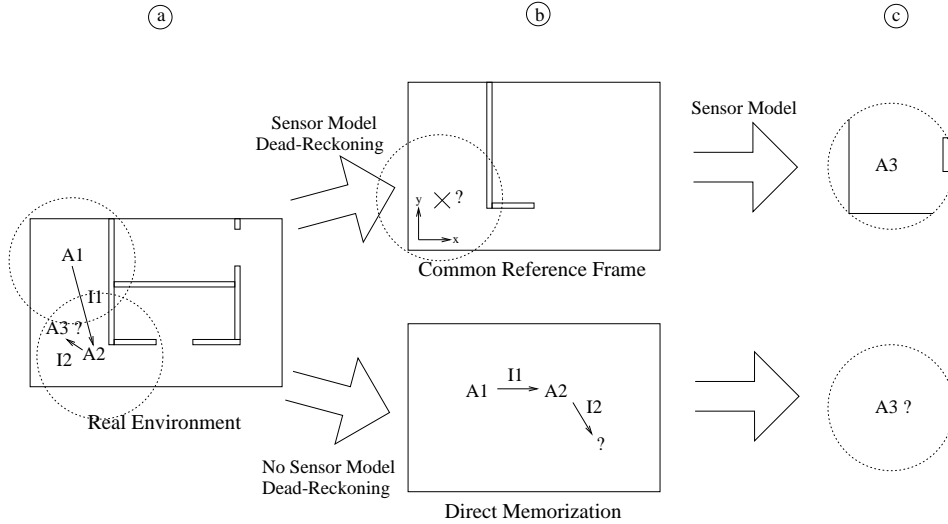 a
b
c
Sensor Model
Dead-Reckoning
Sensor Model
A3
?
y
x
Common Reference Frame
A1
I1
A3 ?
A2
I2
Real Environment
No Sensor Model
Dead-Reckoning
A1
I1
A2
I2
?
Direct Memorization
A3 ?